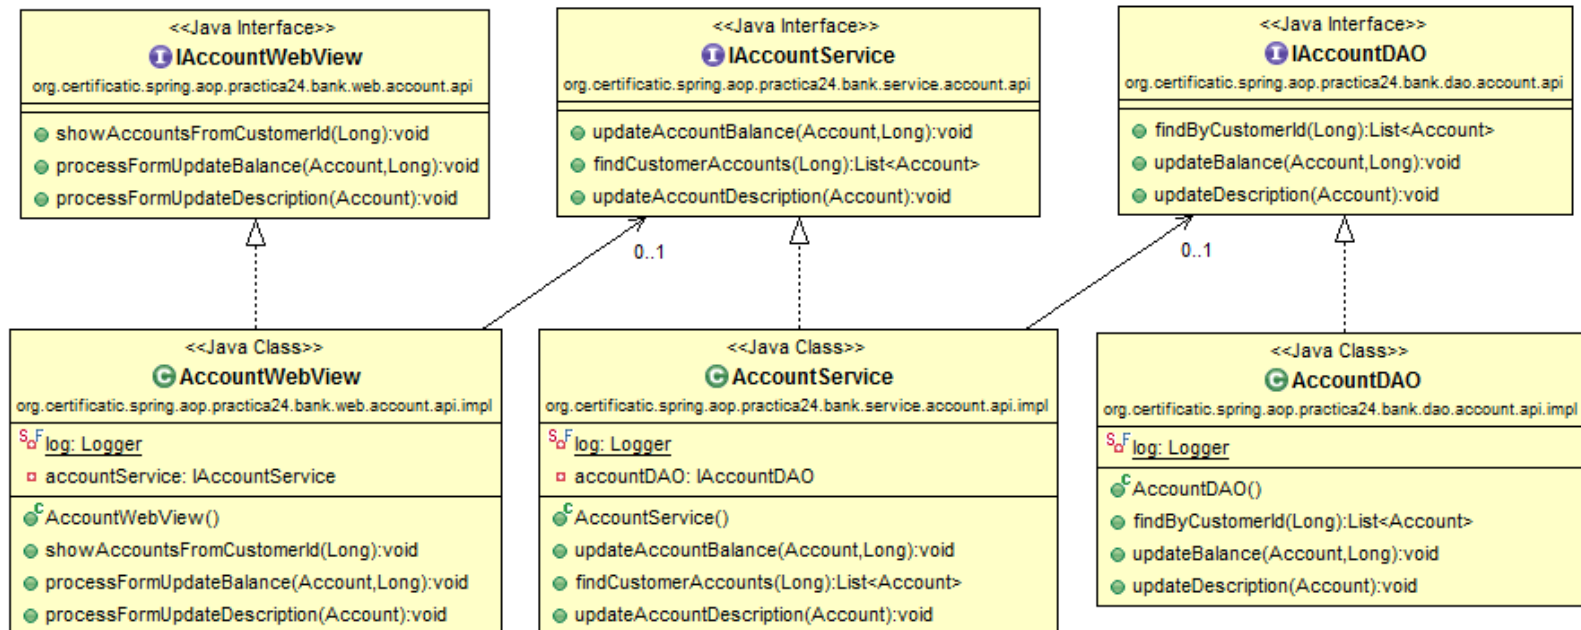 <<Java Interface>>
IAccountWebView
org.certificatic.spring.aop.practica24.bank.web.account.api
showAccountsFromCustomerId(Long):void
processFormUpdateBalance(Account,Long):void
processFormUpdateDescription(Account):void
<<Java Interface>>
IAccountService
org.certificatic.spring.aop.practica24.bank.service.account.api
updateAccountBalance(Account,Long):void
findCustomerAccounts(Long):List<Account>
updateAccountDescription(Account):void
<<Java Interface>>
IAccountDAO
org.certificatic.spring.aop.practica24.bank.dao.account.api
findByCustomerId(Long):List<Account>
updateBalance(Account,Long):void
updateDescription(Account):void
0..1
0..1
<<Java Class>>
AccountWebView
org.certificatic.spring.aop.practica24.bank.web.account.api.impl
log: Logger
accountService: IAccountService
AccountWebView()
showAccountsFromCustomerId(Long):void
processFormUpdateBalance(Account,Long):void
processFormUpdateDescription(Account):void
<<Java Class>>
AccountService
org.certificatic.spring.aop.practica24.bank.service.account.api.impl
log: Logger
accountDAO: IAccountDAO
AccountService()
updateAccountBalance(Account,Long):void
findCustomerAccounts(Long):List<Account>
updateAccountDescription(Account):void
<<Java Class>>
AccountDAO
org.certificatic.spring.aop.practica24.bank.dao.account.api.impl
log: Logger
AccountDAO()
findByCustomerId(Long):List<Account>
updateBalance(Account,Long):void
updateDescription(Account):void